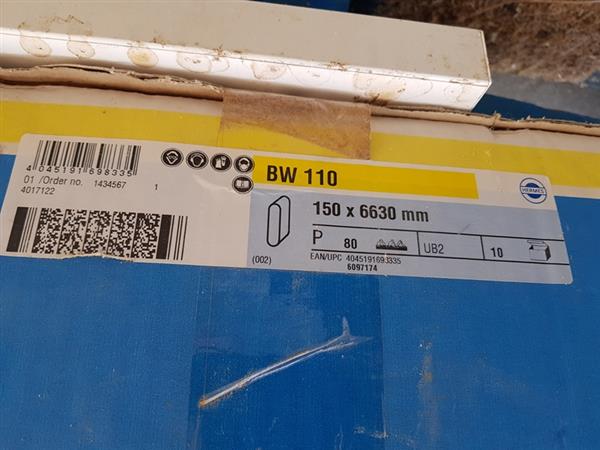 4 045191 698335
01 /Order no. 1434567 1
4017122
BW 110
HERMES
150 x 6630 mm
P 80 UB2 10
(002)
EAN/UPC 4045191698335
6097174